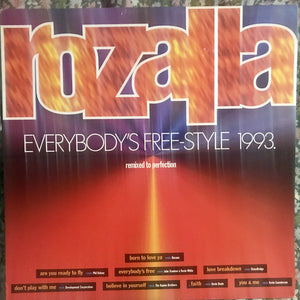 rozalla
EVERYBODY'S FREE-STYLE 1993.
remixed to perfection
born to love ya
are you ready to fly
everybody's free
love breakdown
don't play with me
believe in yourself
faith
you & me